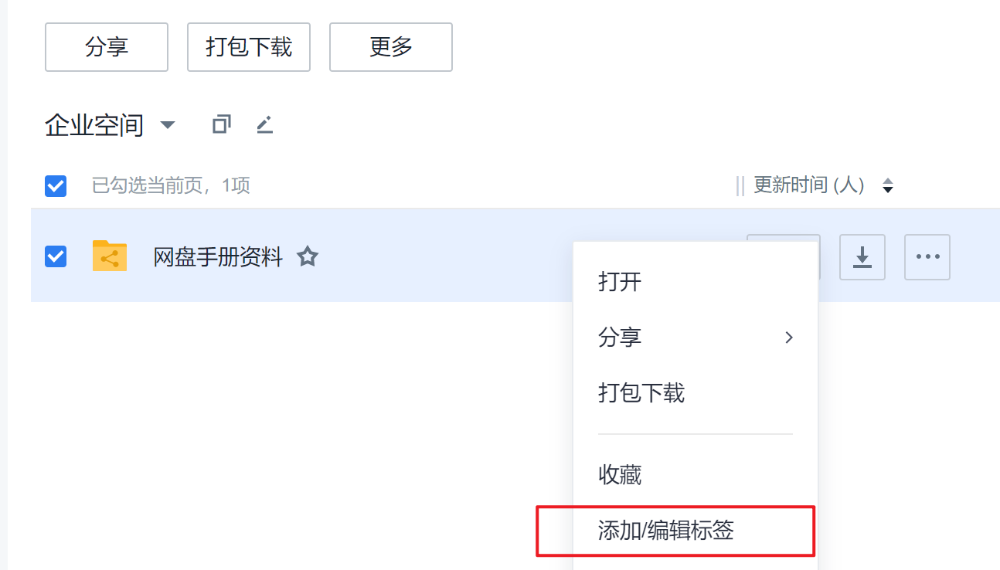 分享 打包下载 更多
企业空间
已勾选当前页，1项 更新时间 (人)
网盘手册资料
打开
分享
打包下载
收藏
添加/编辑标签